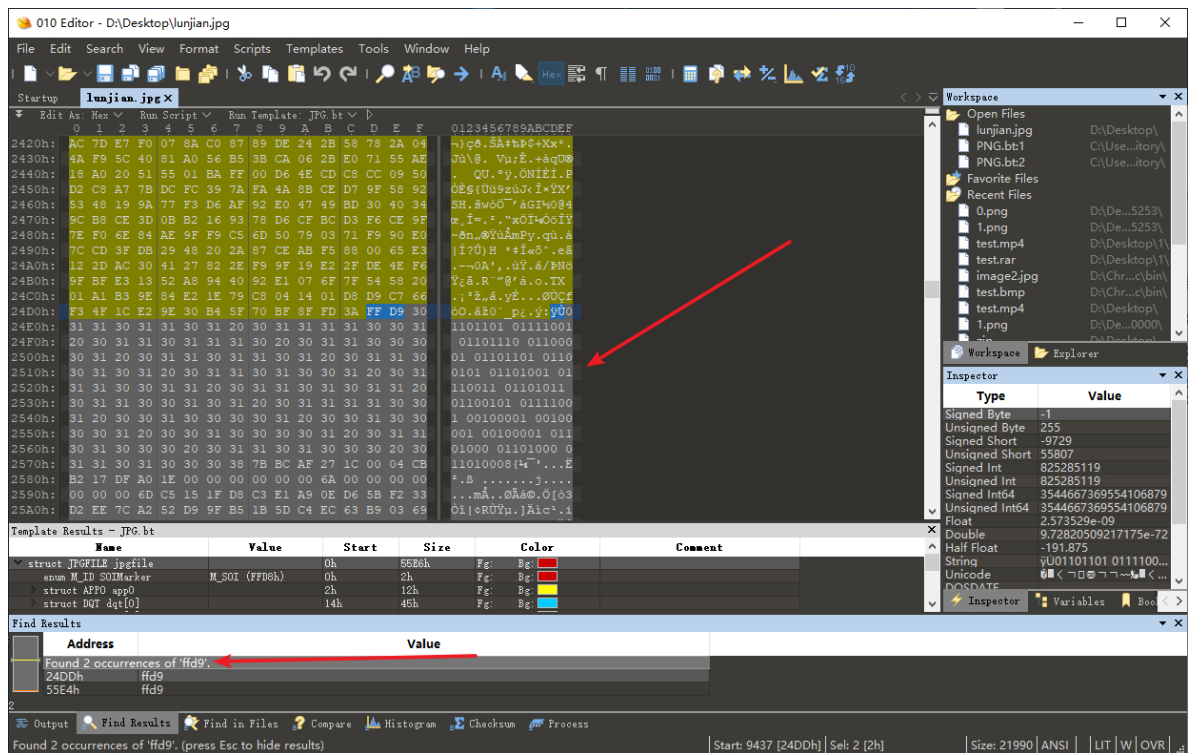 010 Editor - D:\Desktop\lunjian.jpg
File Edit Search View Format Scripts Templates Tools Window Help
Startup lunjian.jpg
Edit As: Hex Run Script Run Template: JPG.bt
0 1 2 3 4 5 6 7 8 9 A B C D E F 0123456789ABCDEF
2420h: AC 7D E7 F0 07 8A C0 87 89 DE 24 2B 58 78 2A 04
2430h: 4A F9 5C 40 81 A0 56 B5 3B CA 06 2B E0 71 55 AE
2440h: 18 A0 20 51 55 01 BA FF 00 D6 4E CD C8 CC 09 50
2450h: D2 C8 A7 7B DC FC 39 7A FA 4A 8B CE D7 9F 58 92
2460h: 53 48 19 9A 77 F3 D6 AF 92 E0 47 49 BD 30 40 34
2470h: 9C B8 CE 3D 0B B2 16 93 78 D6 CF BC D3 F6 CE 9F
2480h: 7E F0 6E 84 AE 9F F9 C5 6D 50 79 03 71 F9 90 E0
2490h: 7C CD 3F DB 29 48 20 2A 87 CE AB F5 88 00 65 E3
24A0h: 12 2D AC 30 41 27 82 2E F9 9F 19 E2 2F DE 4E F6
24B0h: 9F BF E3 13 52 A8 94 40 92 E1 07 6F 7F 54 58 20
24C0h: 01 A1 B3 9E 84 E2 1E 79 C8 04 14 01 D8 D9 C7 66
24D0h: F3 4F 1C E2 9E 30 B4 5F 70 BF 8F FD 3A FF D9 30
24E0h: 31 31 30 31 31 30 31 20 30 31 31 31 31 30 30 31 1101101 01111001
24F0h: 20 30 31 31 30 31 31 31 30 20 30 31 31 30 30 30 01101110 011000
2500h: 30 31 20 30 31 31 30 31 31 30 31 20 30 31 31 30 01 01101101 0110
2510h: 30 31 30 31 20 30 31 31 30 31 30 30 31 20 30 31 0101 01101001 01
2520h: 31 31 30 30 31 31 20 30 31 31 30 31 30 31 31 20 110011 01101011
2530h: 30 31 31 30 30 31 30 31 20 30 31 31 31 31 30 30 01100101 0111100
2540h: 31 20 30 30 31 30 30 30 30 31 20 30 30 31 30 30 1 00100001 00100
2550h: 30 30 31 20 30 30 31 30 30 30 30 31 20 30 31 31 001 00100001 011
2560h: 30 31 30 30 30 20 30 31 31 30 31 30 30 30 20 30 01000 01101000 0
2570h: 31 31 30 31 30 30 30 38 7B BC AF 27 1C 00 04 CB
2580h: B2 17 DF A0 1E 00 00 00 00 00 00 6A 00 00 00 00
2590h: 00 00 00 6D C5 15 1F D8 C3 E1 A9 0E D6 5B F2 33
25A0h: D2 EE 7C A2 52 D9 9F B5 1B 5D C4 EC 63 B9 03 69
Template Results - JPG.bt
Name Value Start Size Color Comment
struct JPGFILE jpgfile 0h 55E6h Fg: Bg:
enum M_ID SOIMarker M_SOI (FFD8h) 0h 2h Fg: Bg:
struct APP0 app0 2h 12h Fg: Bg:
struct DQT dqt[0] 14h 45h Fg: Bg:
Find Results
Address Value
Found 2 occurrences of 'ffd9'.
24DDh ffd9
55E4h ffd9
2
Output Find Results Find in Files Compare Histogram Checksum Process
Found 2 occurrences of 'ffd9'. (press Esc to hide results) Start: 9437 [24DDh] Sel: 2 [2h] Size: 21990 ANSI LIT W OVR
Workspace
Open Files
lunjian.jpg D:\Desktop\
PNG.bt:1 C:\Use...itory\
PNG.bt:2 C:\Use...itory\
Favorite Files
Recent Files
0.png D:\De...5253\
1.png D:\De...5253\
test.mp4 D:\Desktop\1\
test.rar D:\Desktop\
image2.jpg D:\Chr...c\bin\
test.bmp D:\Chr...c\bin\
test.mp4 D:\Desktop\
1.png D:\De...0000\
Workspace Explorer
Inspector
Type Value
Signed Byte -1
Unsigned Byte 255
Signed Short -9729
Unsigned Short 55807
Signed Int 825285119
Unsigned Int 825285119
Signed Int64 3544667369554106879
Unsigned Int64 3544667369554106879
Float 2.573529e-09
Double 9.72820509217175e-72
Half Float -191.875
String ÿÙ01101101 0111100...
Unicode
DOSDATE
Inspector Variables